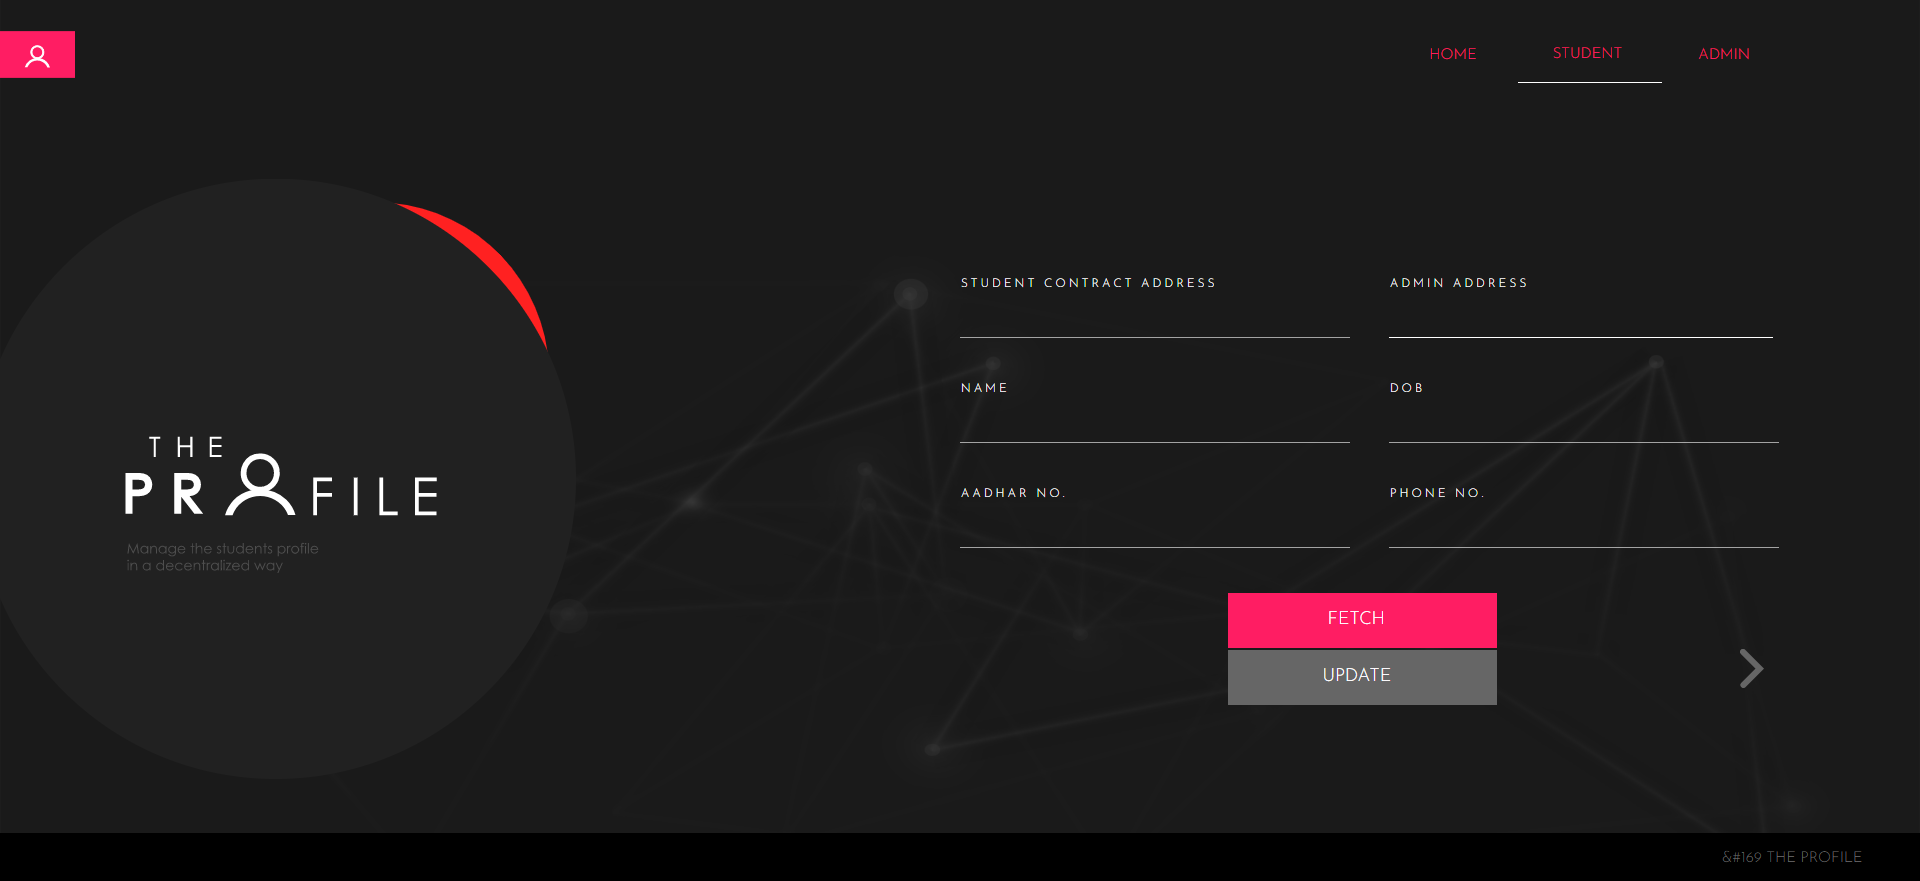 HOME STUDENT ADMIN
STUDENT CONTRACT ADDRESS ADMIN ADDRESS
NAME DOB
THE
PROFILE
AADHAR NO. PHONE NO.
Manage the students profile
in a decentralized way
FETCH
UPDATE
&#169 THE PROFILE